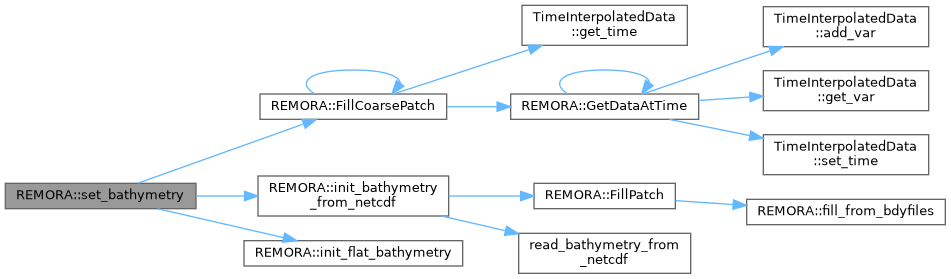 TimeInterpolatedData
::get_time
TimeInterpolatedData
::add_var
REMORA::FillCoarsePatch
REMORA::GetDataAtTime
TimeInterpolatedData
::get_var
TimeInterpolatedData
::set_time
REMORA::set_bathymetry
REMORA::init_bathymetry
_from_netcdf
REMORA::FillPatch
REMORA::fill_from_bdyfiles
REMORA::init_flat_bathymetry
read_bathymetry_from
_netcdf